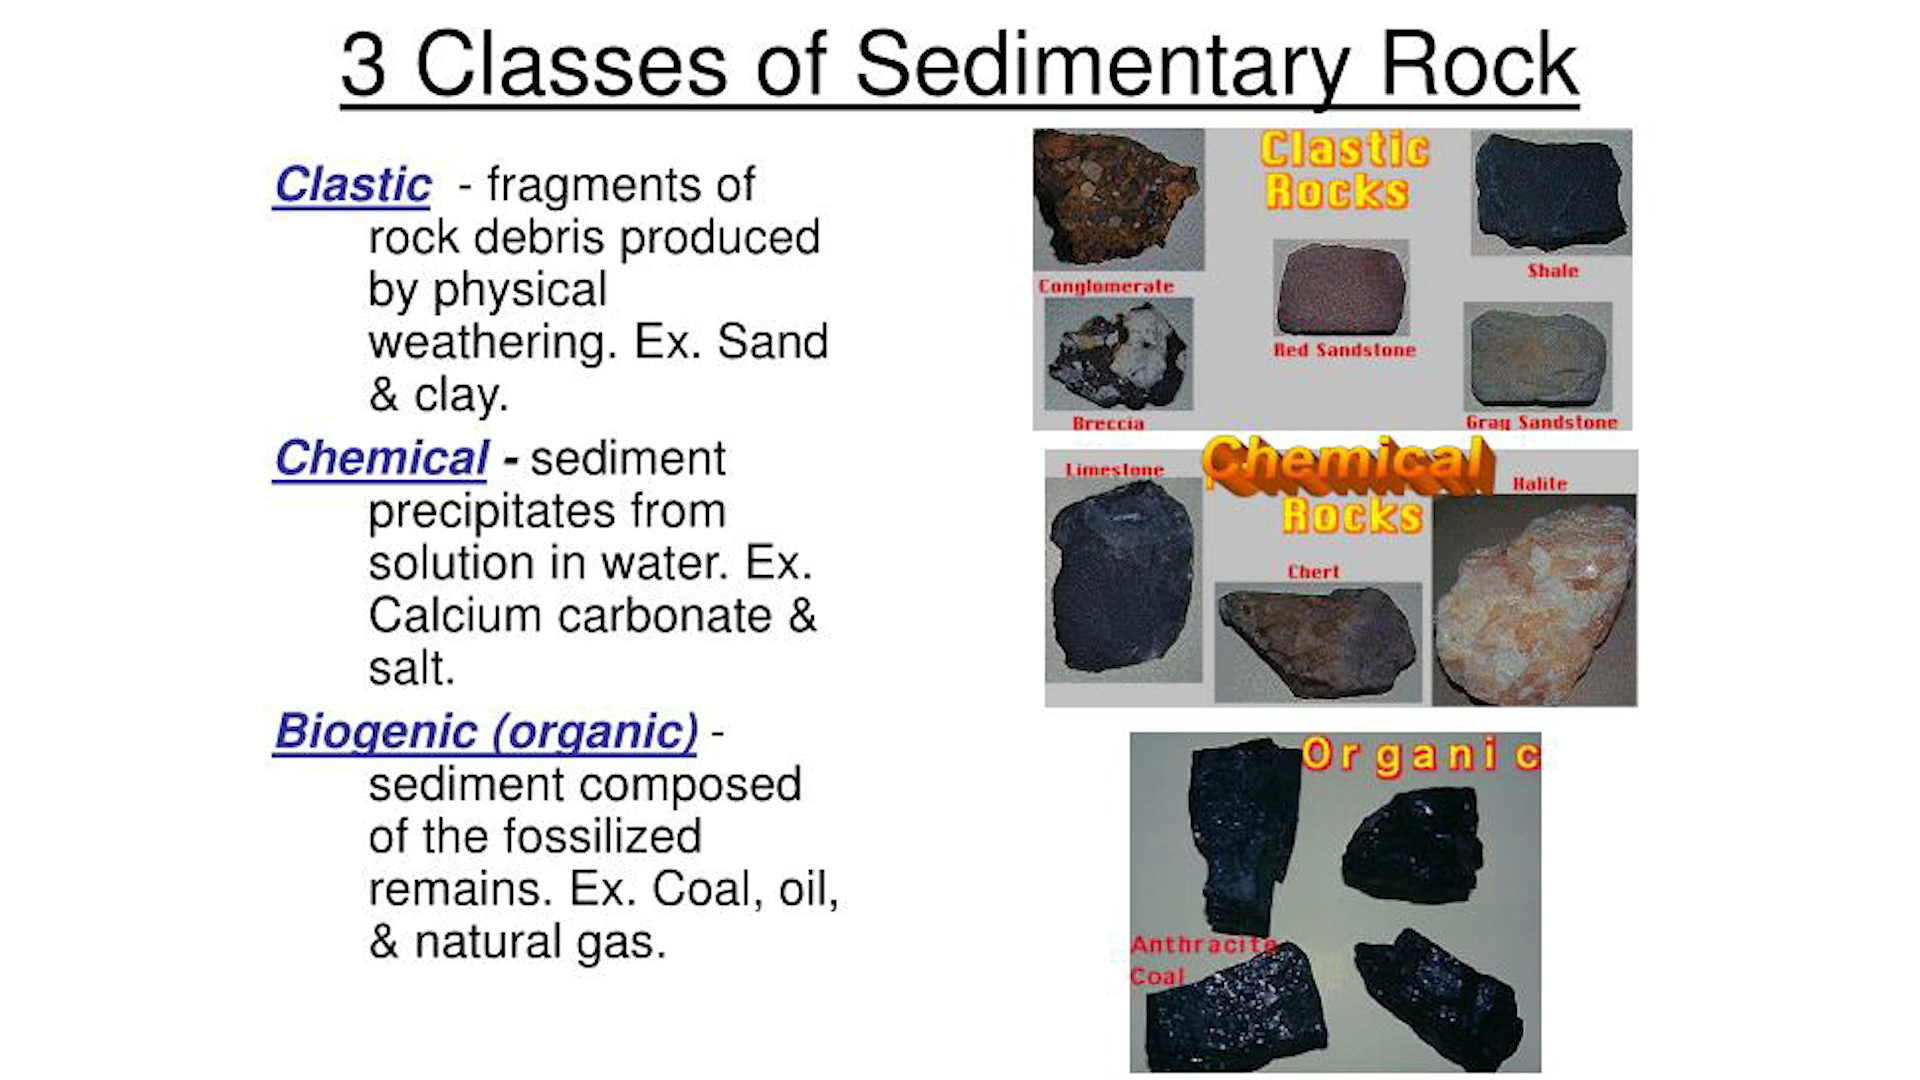 3 Classes of Sedimentary Rock
Clastic - fragments of
rock debris produced
by physical
weathering. Ex. Sand
& clay.
Chemical - sediment
precipitates from
solution in water. Ex.
Calcium carbonate &
salt.
Biogenic (organic) -
sediment composed
of the fossilized
remains. Ex. Coal, oil,
& natural gas.
Clastic
Rocks
Conglomerate
Shale
Red Sandstone
Breccia
Gray Sandstone
Chemical
Rocks
Limestone
Halite
Chert
Organic
Anthracite
Coal